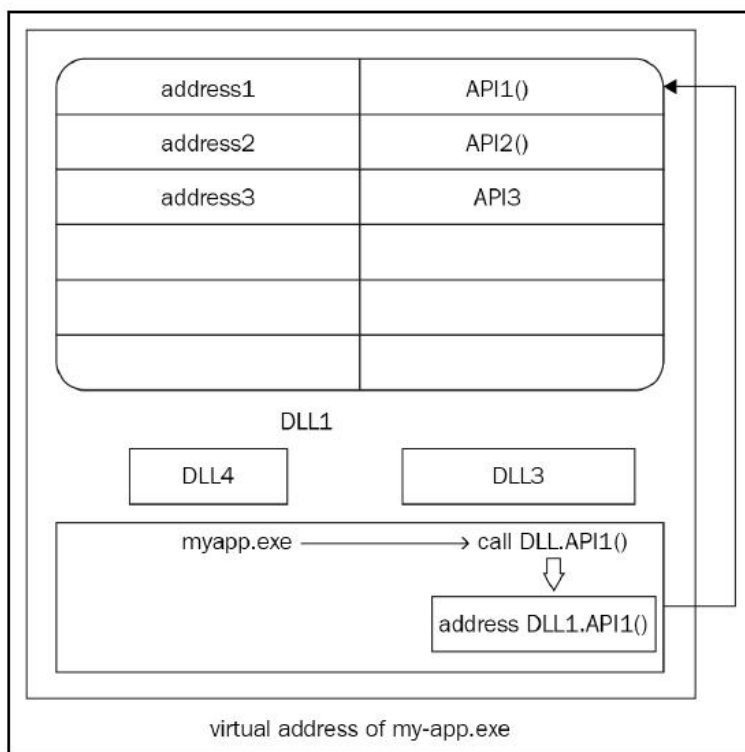 address1 API1()
address2 API2()
address3 API3
DLL1
DLL4 DLL3
myapp.exe call DLL.API1()
address DLL1.API1()
virtual address of my-app.exe